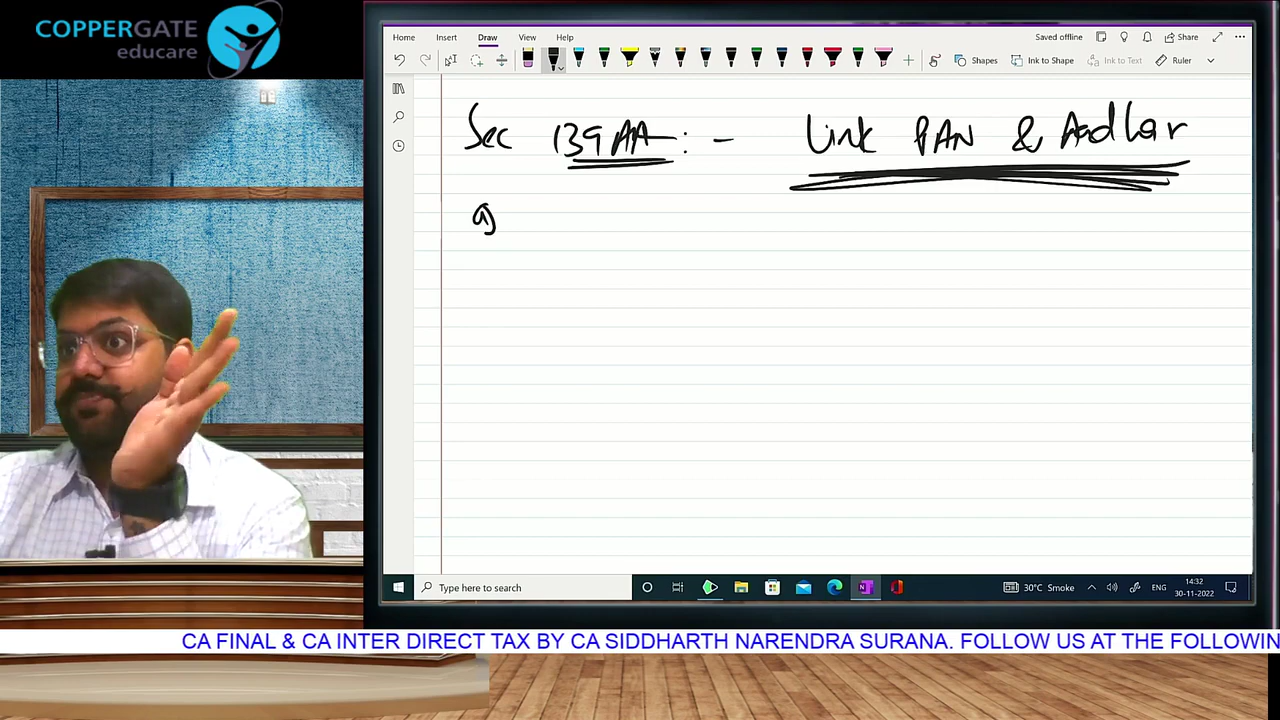 COPPERGATE
educare
Home Insert Draw View Help
Saved offline
Share
Shapes
Ink to Shape
Ink to Text
Ruler
Sec 139AA :- Link PAN & Aadhar
a)
Type here to search
30°C Smoke
ENG
14:32
30-11-2022
CA FINAL & CA INTER DIRECT TAX BY CA SIDDHARTH NARENDRA SURANA. FOLLOW US AT THE FOLLOWIN